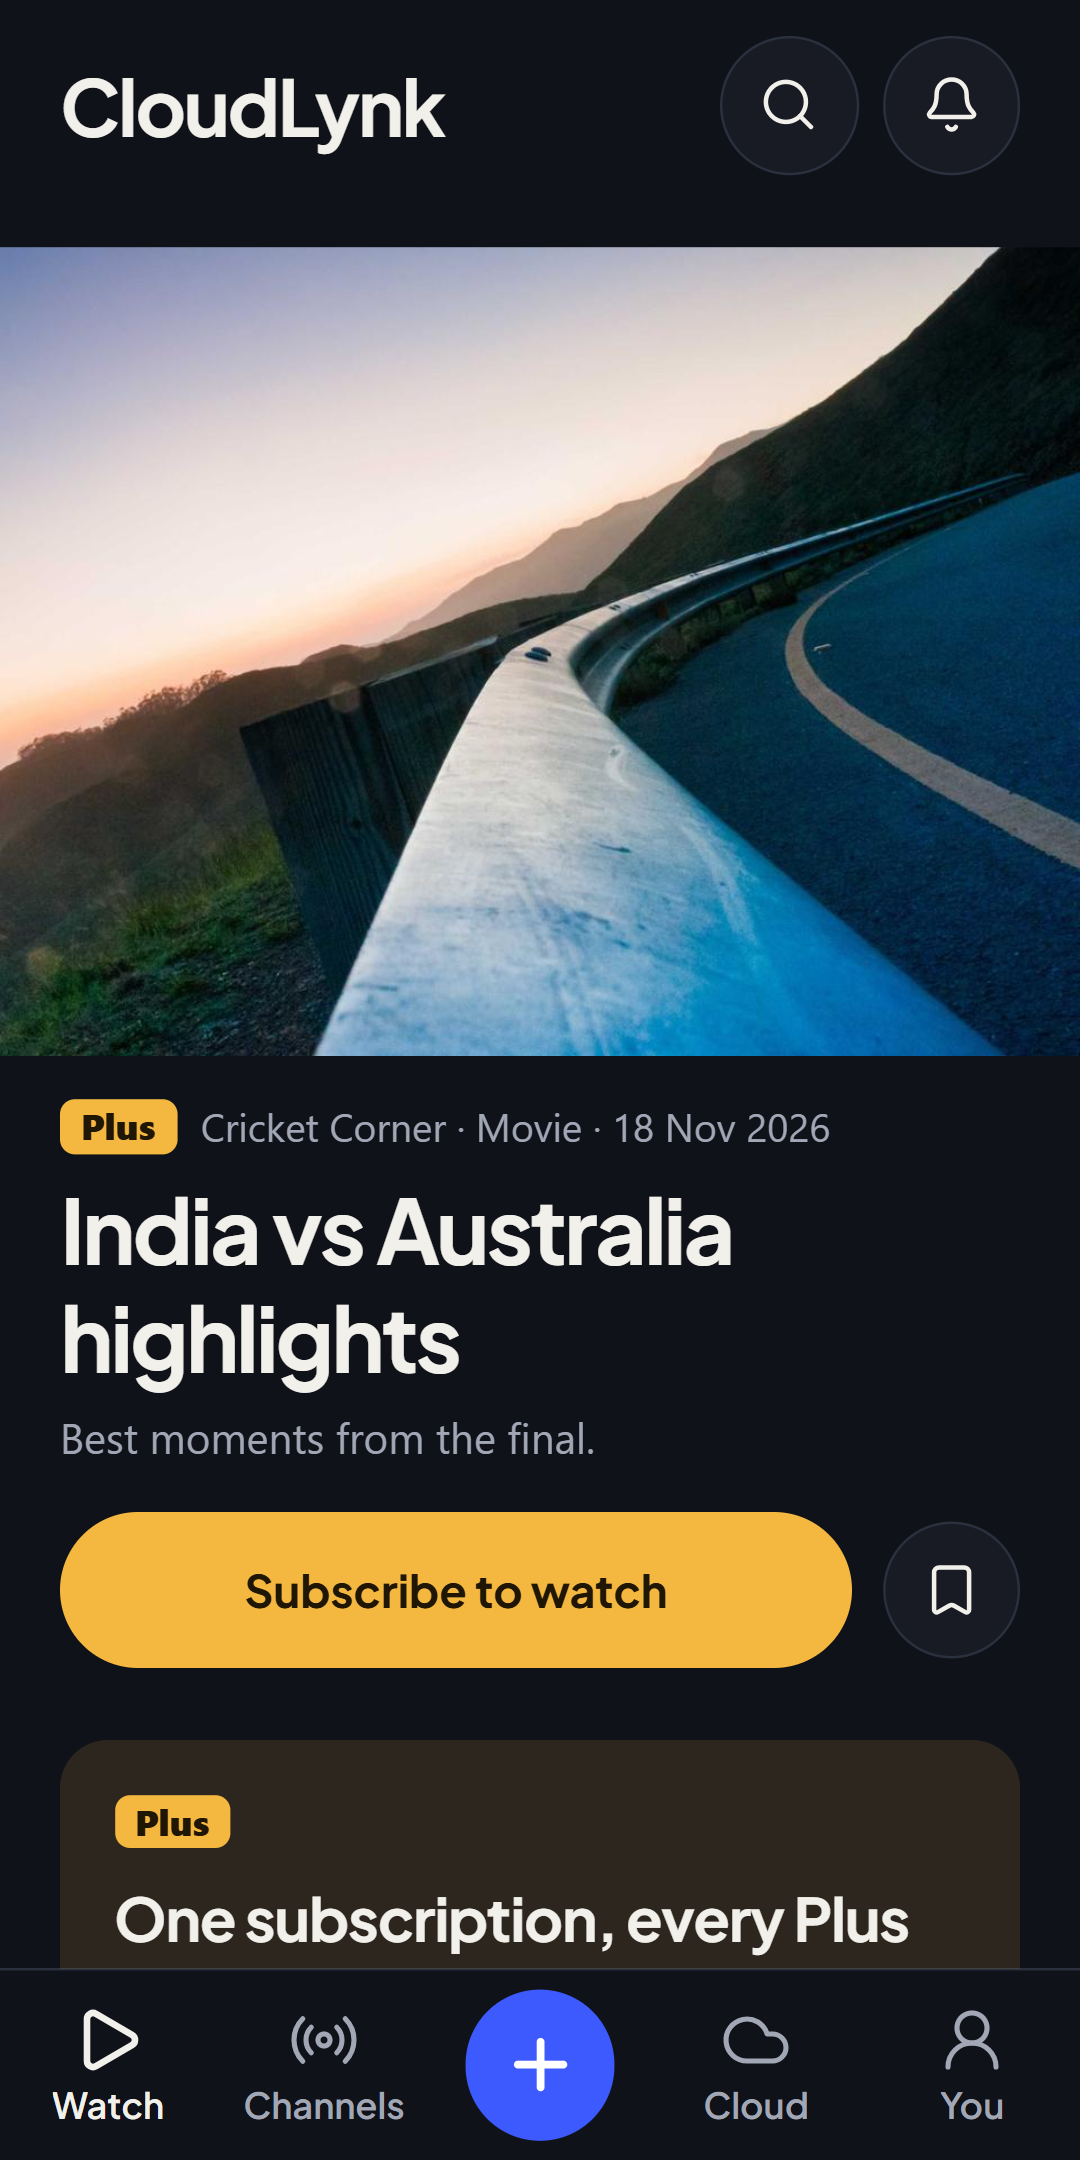 CloudLynk
Plus Cricket Corner · Movie · 18 Nov 2026
India vs Australia
highlights
Best moments from the final.
Subscribe to watch
Plus
One subscription, every Plus
Watch Channels Cloud You